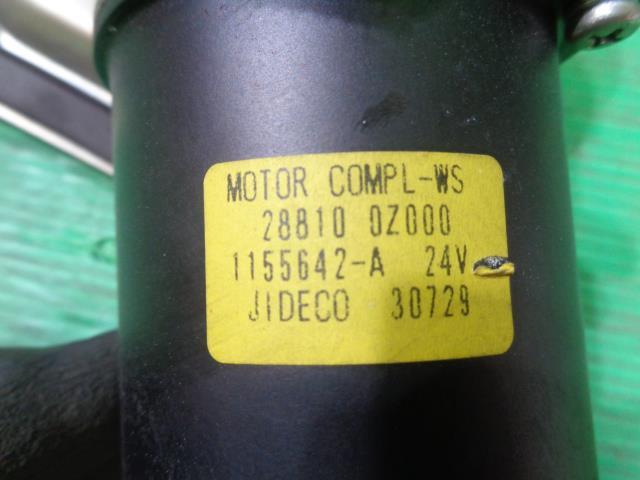 MOTOR COMPL-WS
28810 0Z000
1155642-A 24V
JIDECO 30729